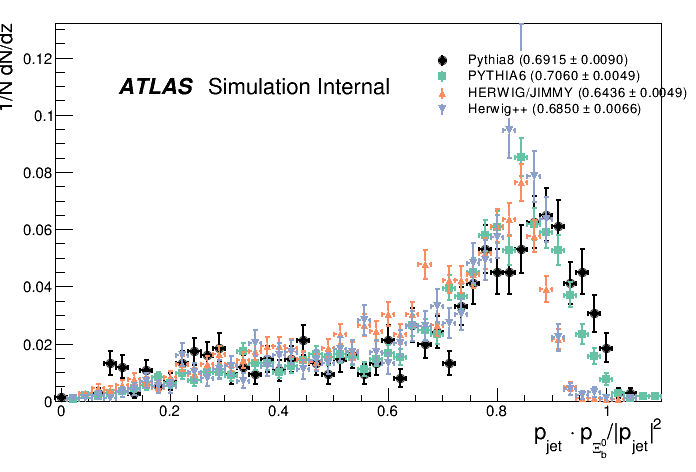 1/N dN/dz
0.12
0.1
0.08
0.06
0.04
0.02
0
ATLAS Simulation Internal
Pythia8 (0.6915 ± 0.0090)
PYTHIA6 (0.7060 ± 0.0049)
HERWIG/JIMMY (0.6436 ± 0.0049)
Herwig++ (0.6850 ± 0.0066)
0 0.2 0.4 0.6 0.8 1
p_jet · p_Ξ_b^0/|p_jet|^2